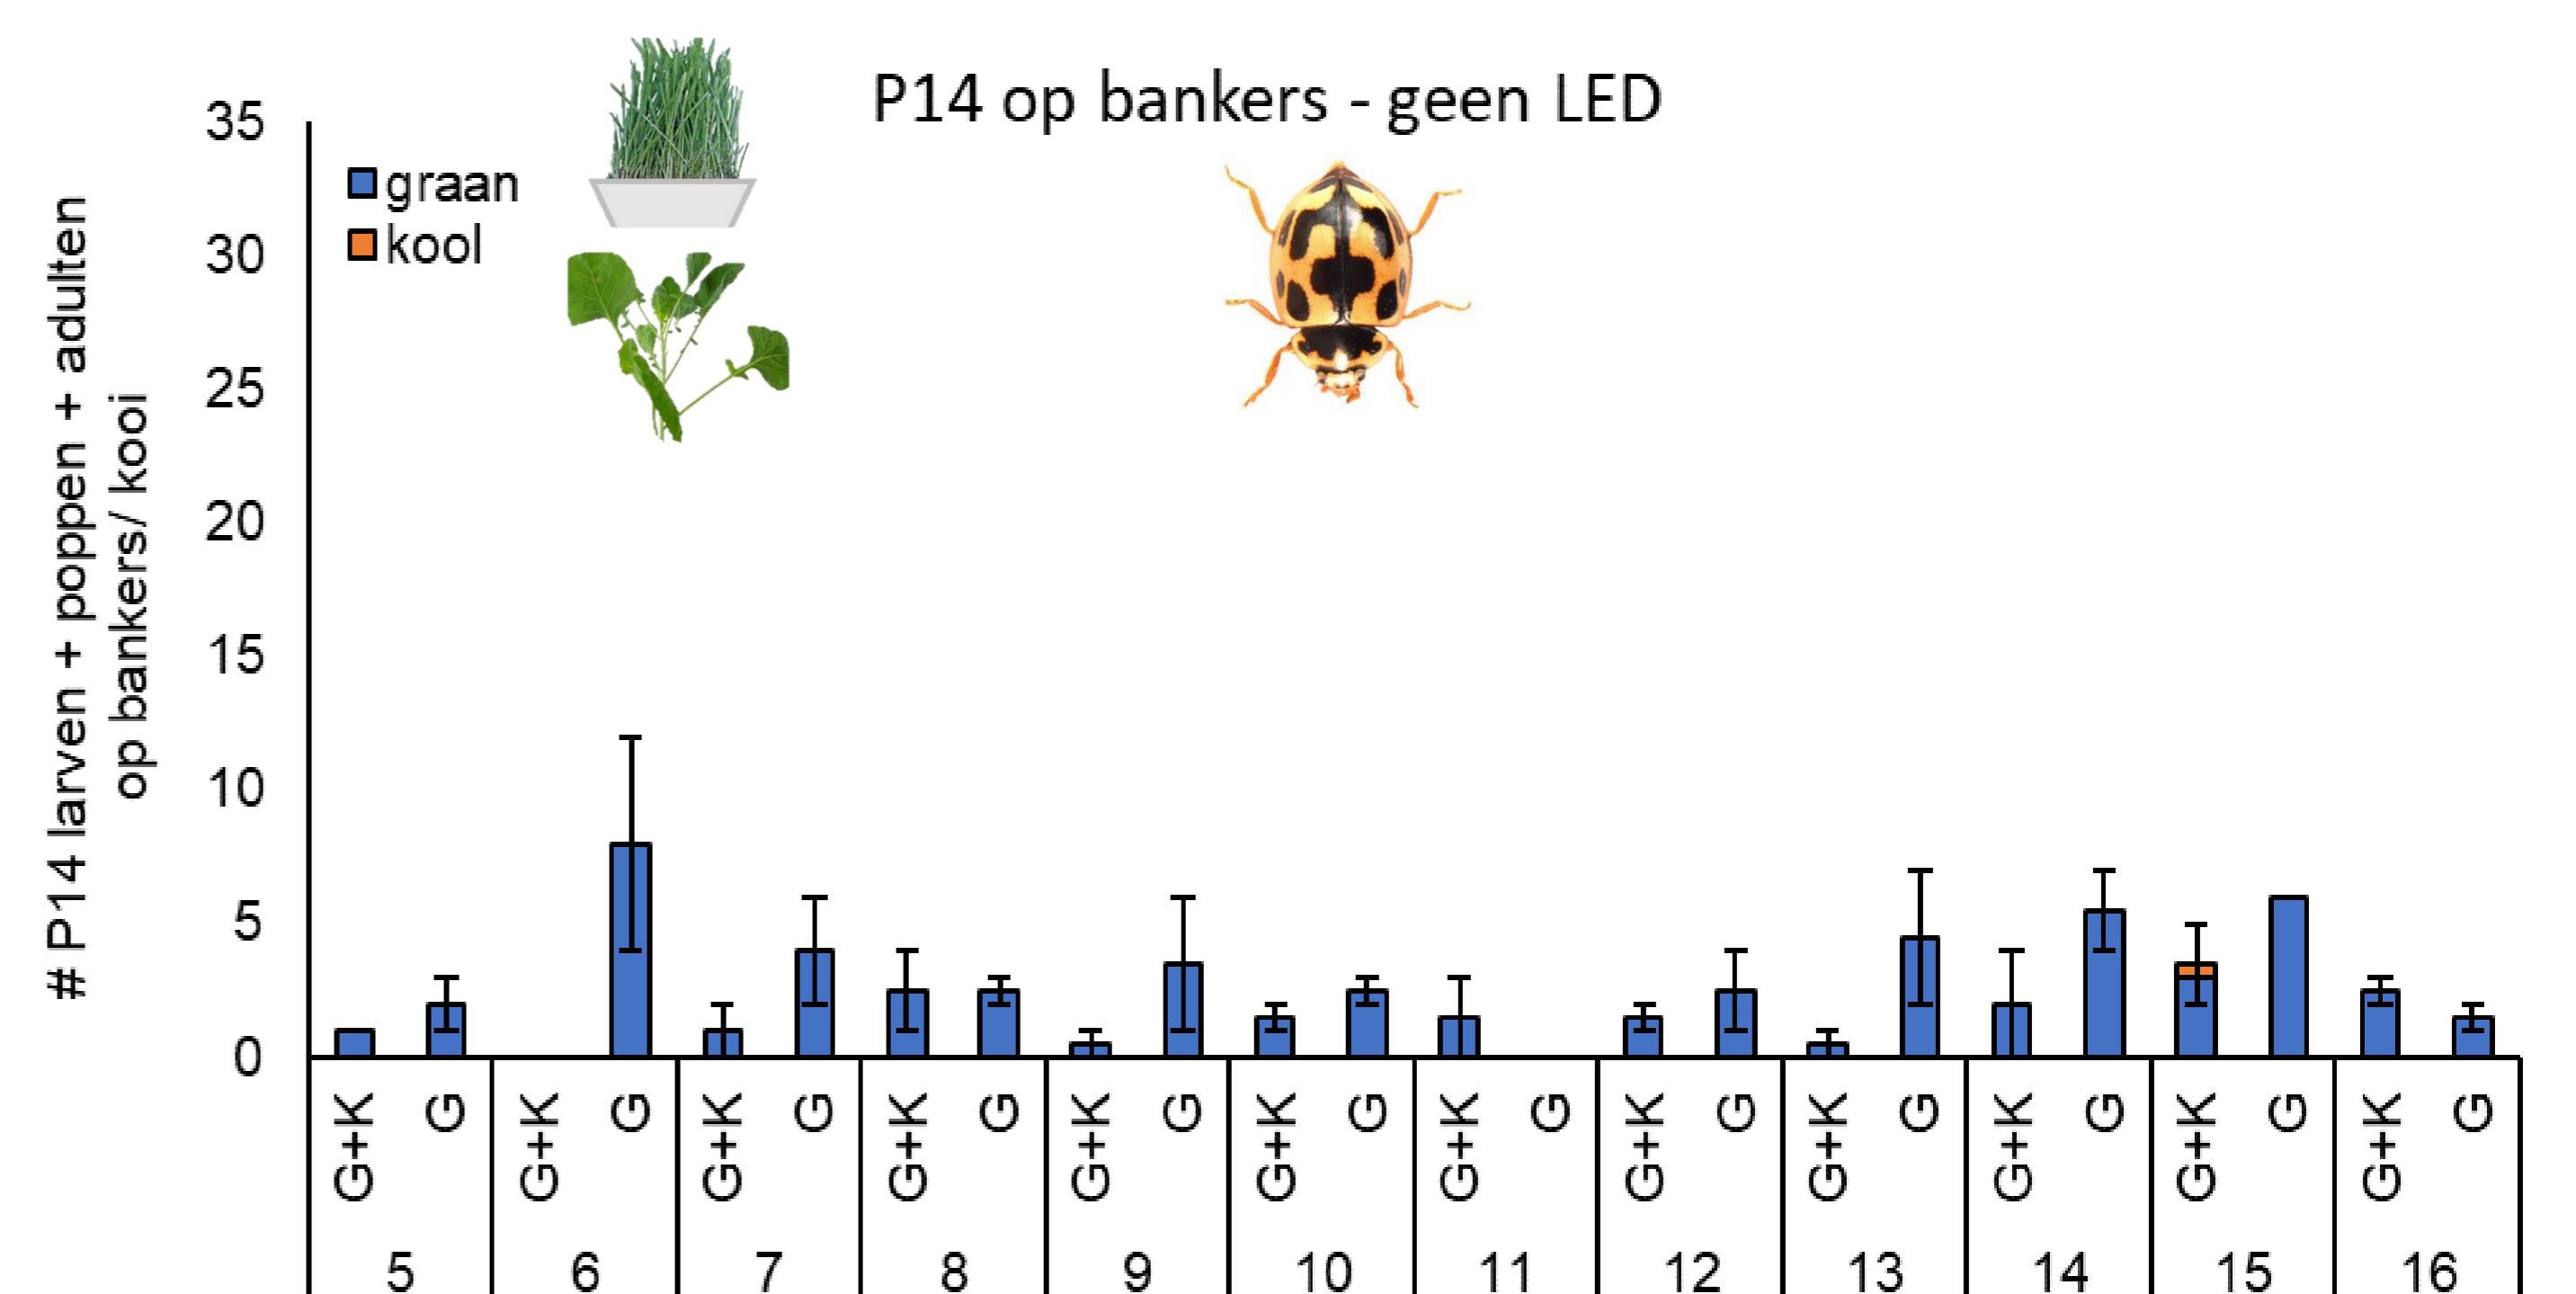 P14 op bankers - geen LED
# P14 larven + poppen + adulten
op bankers/ kooi
35
30
25
20
15
10
5
0
graan
kool
G+K G G+K G G+K G G+K G G+K G G+K G G+K G G+K G G+K G G+K G G+K G G+K G
5 6 7 8 9 10 11 12 13 14 15 16